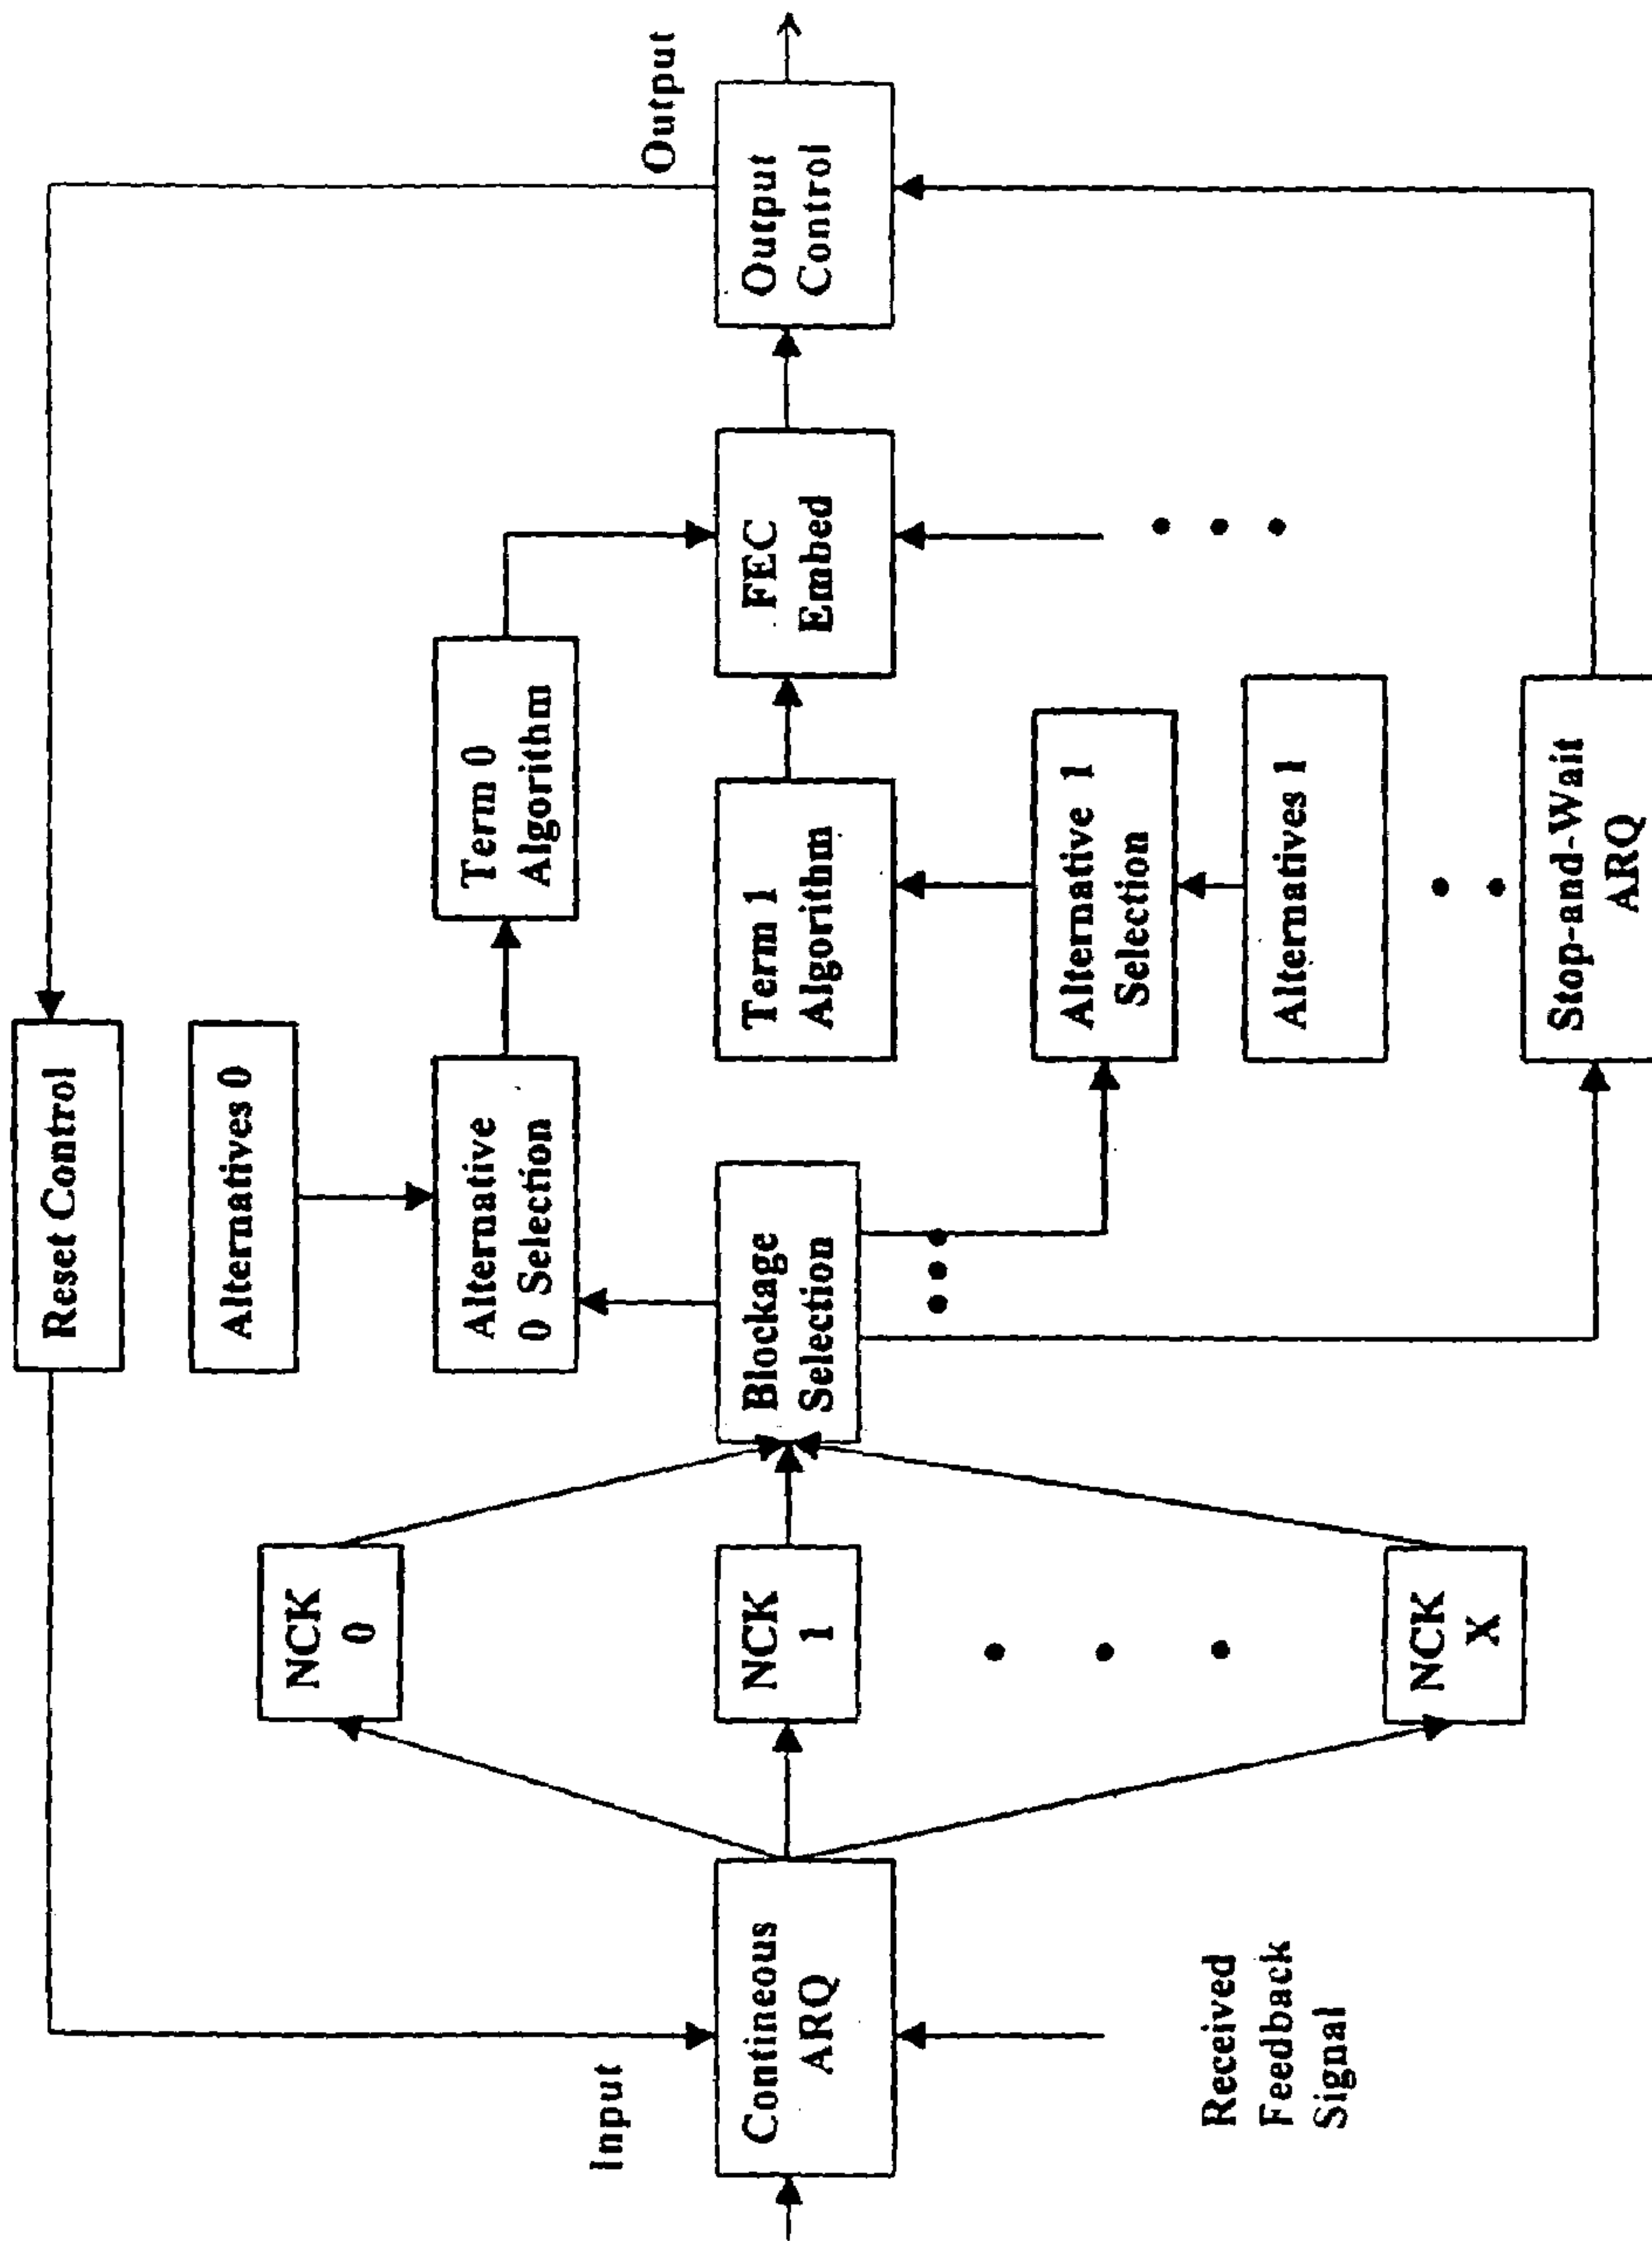 Reset Control
Alternatives 0
Input
Contineous
ARQ
Received
Feedback
Signal
NCK
0
NCK
1
NCK
X
Blockage
Selection
Alternative
0 Selection
Term 0
Algorithm
Term 1
Algorithm
Alternative 1
Selection
Alternatives 1
Stop-and-Wait
ARQ
FEC
Embed
Output
Control
Output